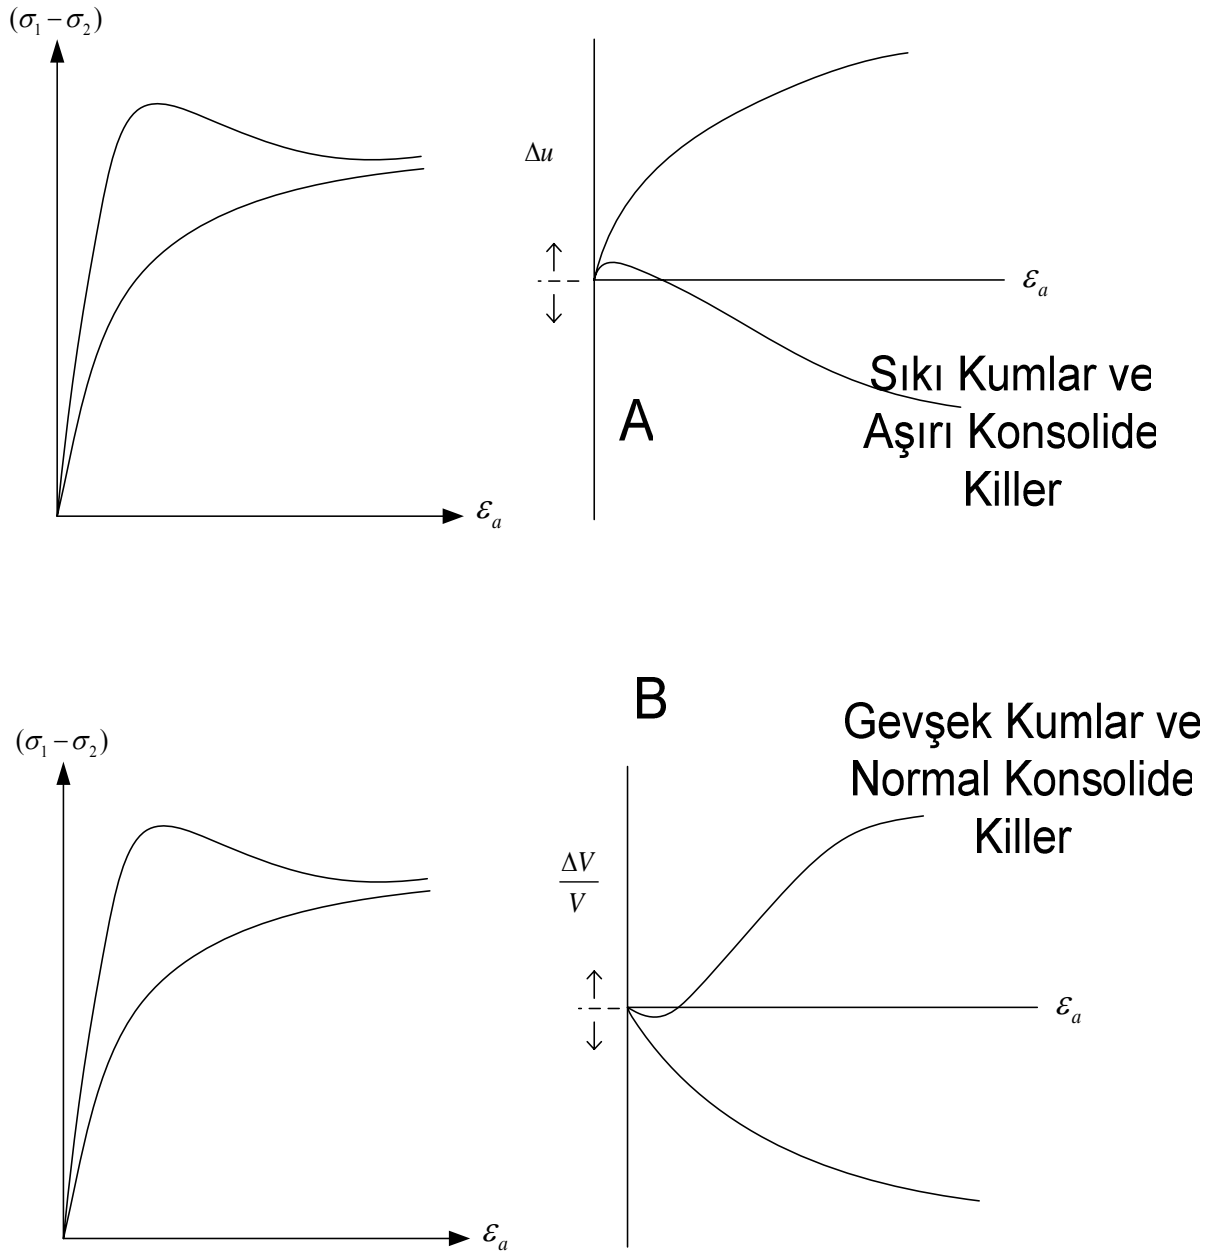 (σ₁ − σ₂)
Δu
εₐ
Sıkı Kumlar ve
Aşırı Konsolide
Killer
A
εₐ
B
Gevşek Kumlar ve
Normal Konsolide
Killer
(σ₁ − σ₂)
ΔV
V
εₐ
εₐ